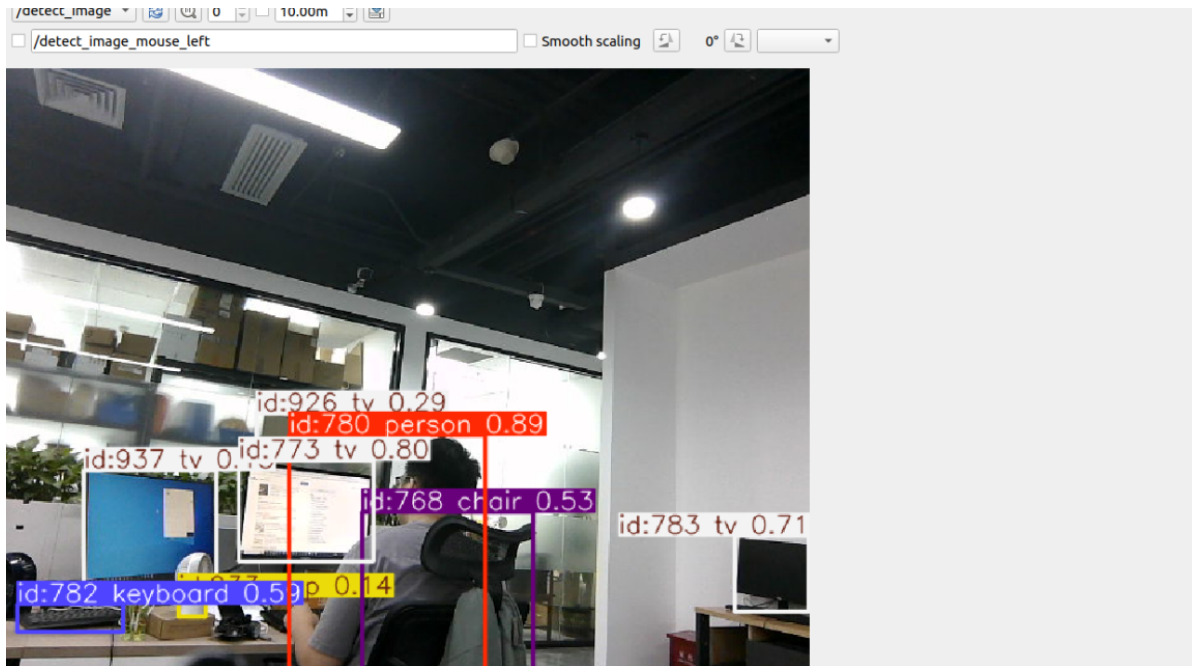 /detect_image 0 10.00m
/detect_image_mouse_left Smooth scaling 0°
id:926 tv 0.29
id:780 person 0.89
id:773 tv 0.80
id:937 tv
id:768 chair 0.53
id:783 tv 0.71
0.14
id:782 keyboard 0.59